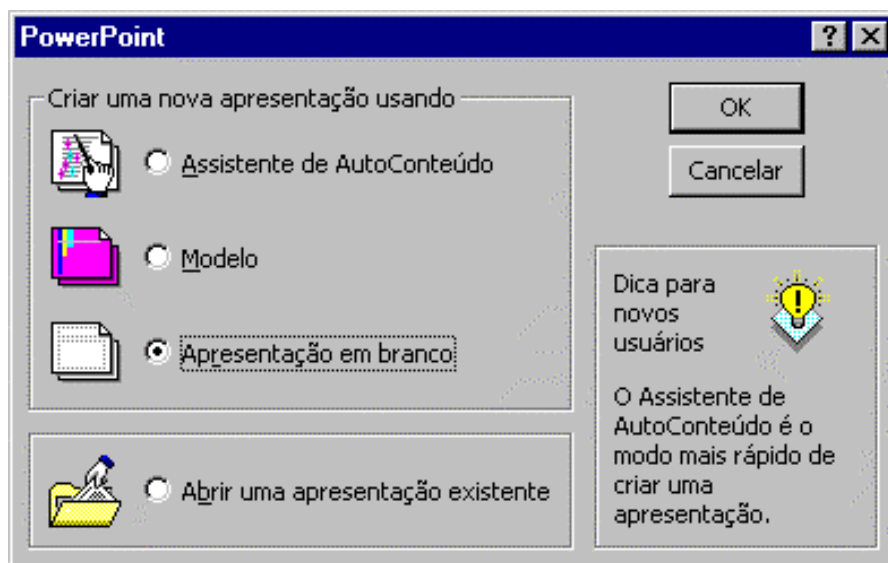 PowerPoint
Criar uma nova apresentação usando
Assistente de AutoConteúdo
Modelo
Apresentação em branco
Abrir uma apresentação existente
OK
Cancelar
Dica para
novos
usuários
O Assistente de
AutoConteúdo é o
modo mais rápido de
criar uma
apresentação.